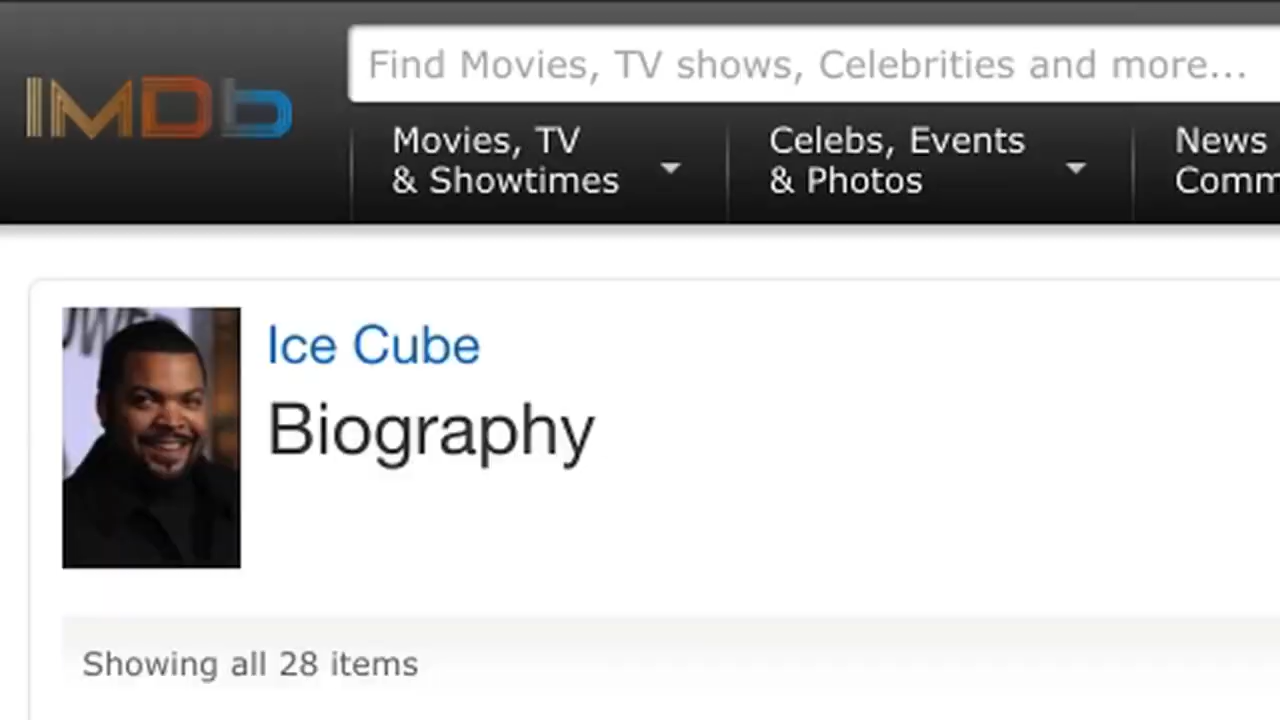 IMDb
Find Movies, TV shows, Celebrities and more...
Movies, TV
& Showtimes
Celebs, Events
& Photos
News
Comm
Ice Cube
Biography
Showing all 28 items